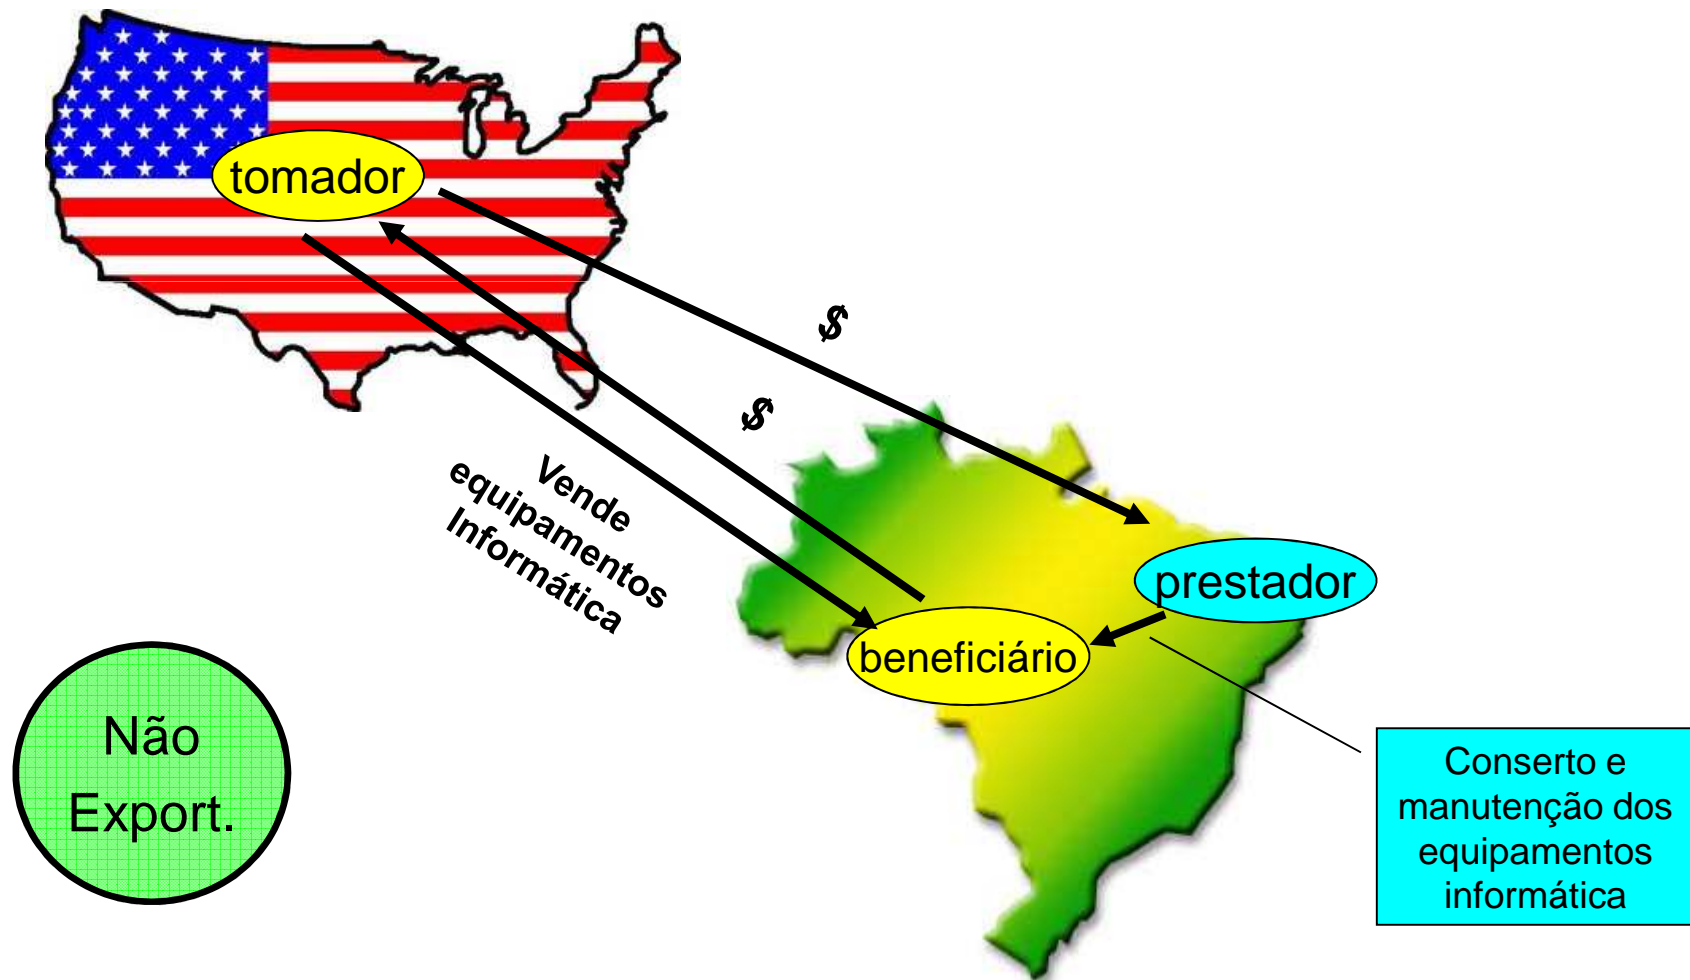 tomador
$
$
Vende
equipamentos
Informática
prestador
beneficiário
Não
Export.
Conserto e
manutenção dos
equipamentos
informática